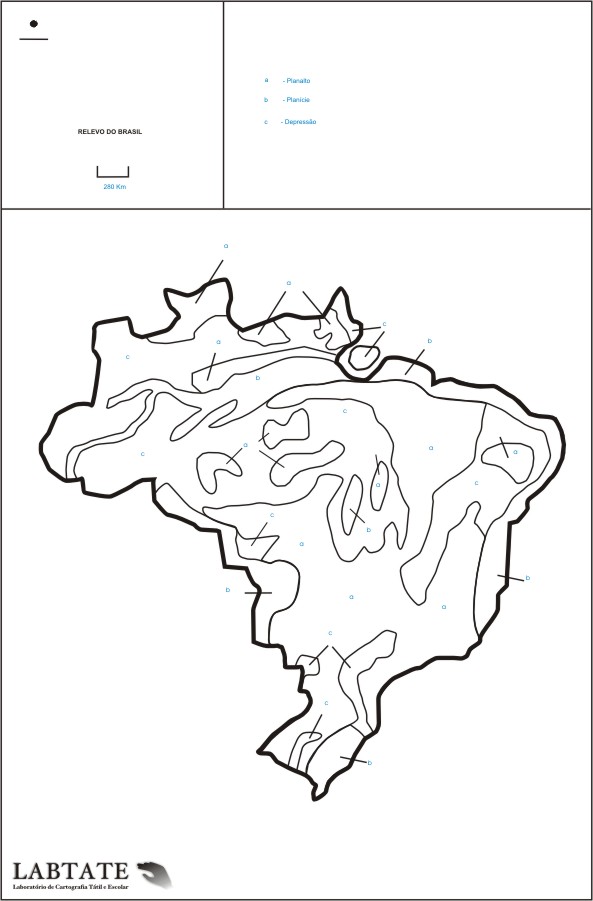 a - Planalto
b - Planície
c - Depressão
RELEVO DO BRASIL
280 Km
a
a
c
a
b
c
b
c
a
a
a
c
a
c
c
b
a
b
b
a
a
c
c
b
LABTATE
Laboratório de Cartografia Tátil e Escolar